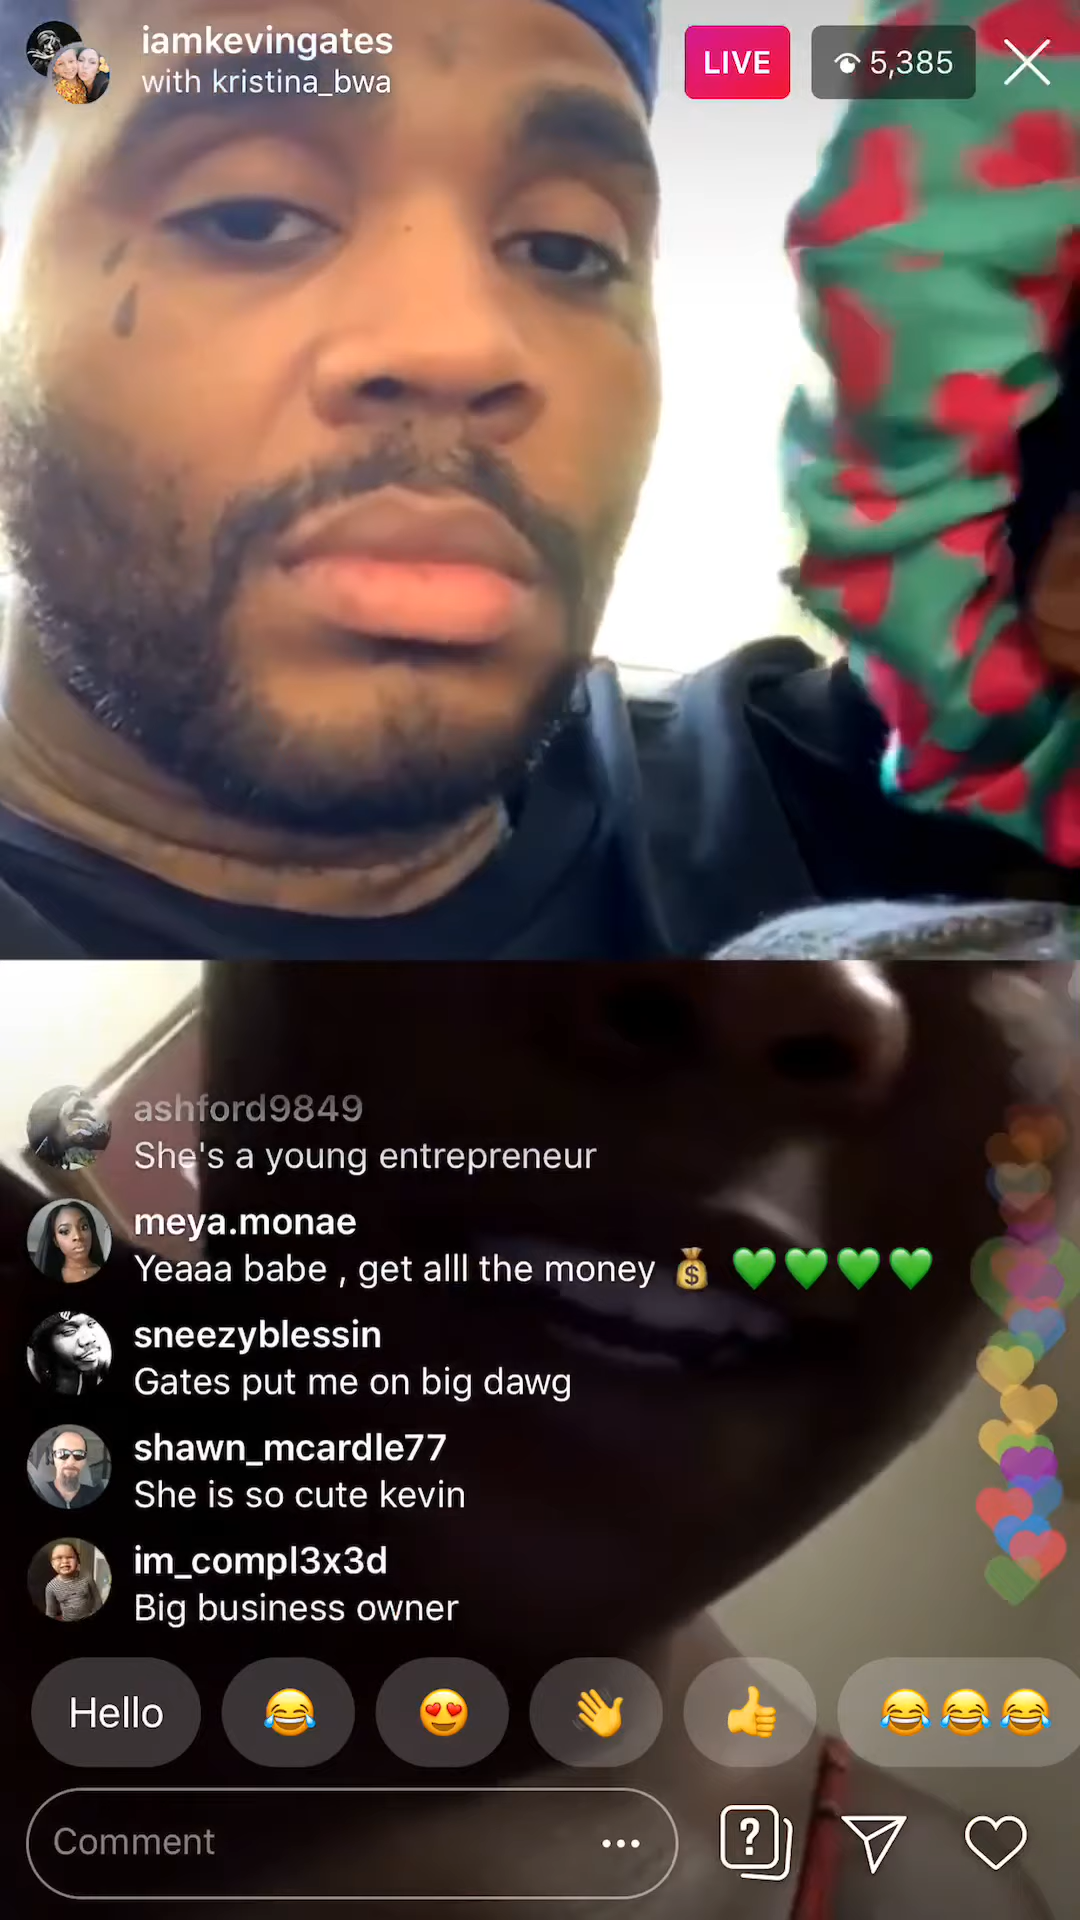 iamkevingates
with kristina_bwa
LIVE
5,385
ashford9849
She's a young entrepreneur
meya.monae
Yeaaa babe , get alll the money 💰 💚💚💚💚
sneezyblessin
Gates put me on big dawg
shawn_mcardle77
She is so cute kevin
im_compl3x3d
Big business owner
Hello 😂 😍 👋 👍 😂😂😂
Comment ...
?